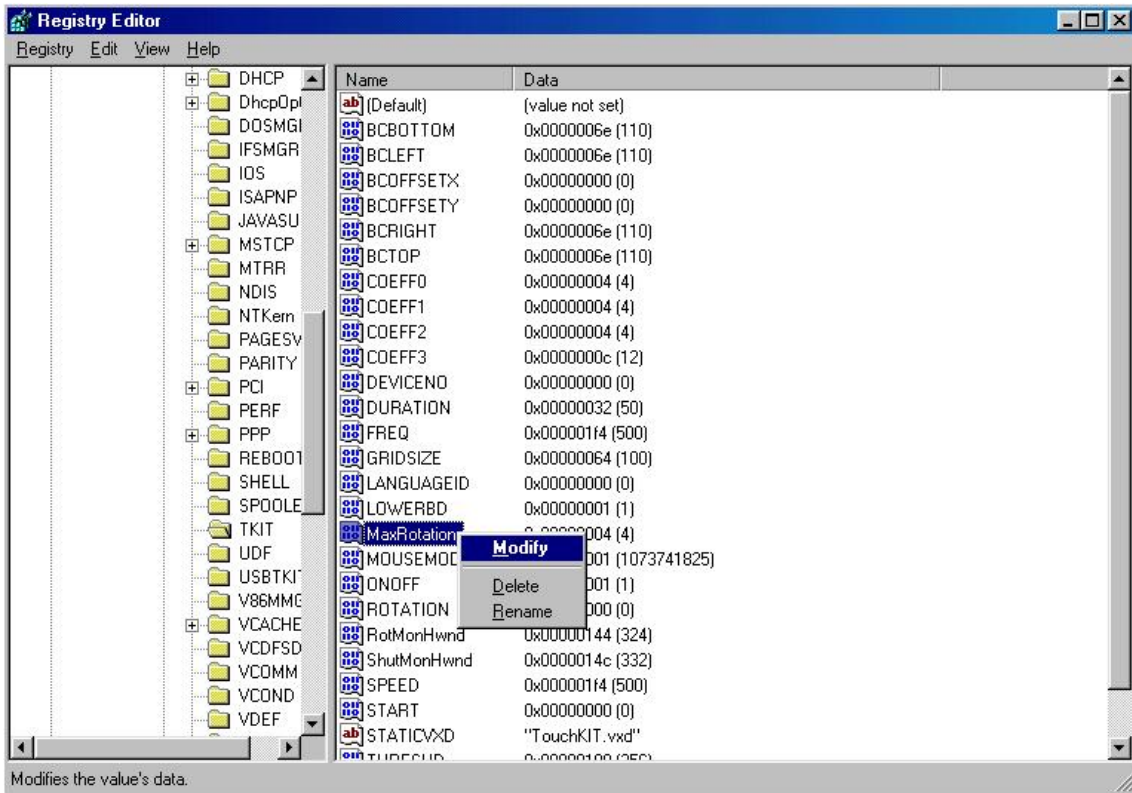 Registry Editor
Registry Edit View Help
DHCP
DhcpOp
DOSMG
IFSMGR
IOS
ISAPNP
JAVASU
MSTCP
MTRR
NDIS
NTKern
PAGESV
PARITY
PCI
PERF
PPP
REBOOT
SHELL
SPOOLE
TKIT
UDF
USBTKI
V86MMG
VCACHE
VCDFSD
VCOMM
VCOND
VDEF
Name Data
(Default) (value not set)
BCBOTTOM 0x0000006e (110)
BCLEFT 0x0000006e (110)
BCOFFSETX 0x00000000 (0)
BCOFFSETY 0x00000000 (0)
BCRIGHT 0x0000006e (110)
BCTOP 0x0000006e (110)
COEFF0 0x00000004 (4)
COEFF1 0x00000004 (4)
COEFF2 0x00000004 (4)
COEFF3 0x0000000c (12)
DEVICENO 0x00000000 (0)
DURATION 0x00000032 (50)
FREQ 0x000001f4 (500)
GRIDSIZE 0x00000064 (100)
LANGUAGEID 0x00000000 (0)
LOWERBD 0x00000001 (1)
MaxRotation 004 (4)
MOUSEMOD 001 (1073741825)
ONOFF 001 (1)
ROTATION 000 (0)
RotMonHwnd 0x00000144 (324)
ShutMonHwnd 0x0000014c (332)
SPEED 0x000001f4 (500)
START 0x00000000 (0)
STATICVXD "TouchKIT.vxd"
Modify
Delete
Rename
Modifies the value's data.